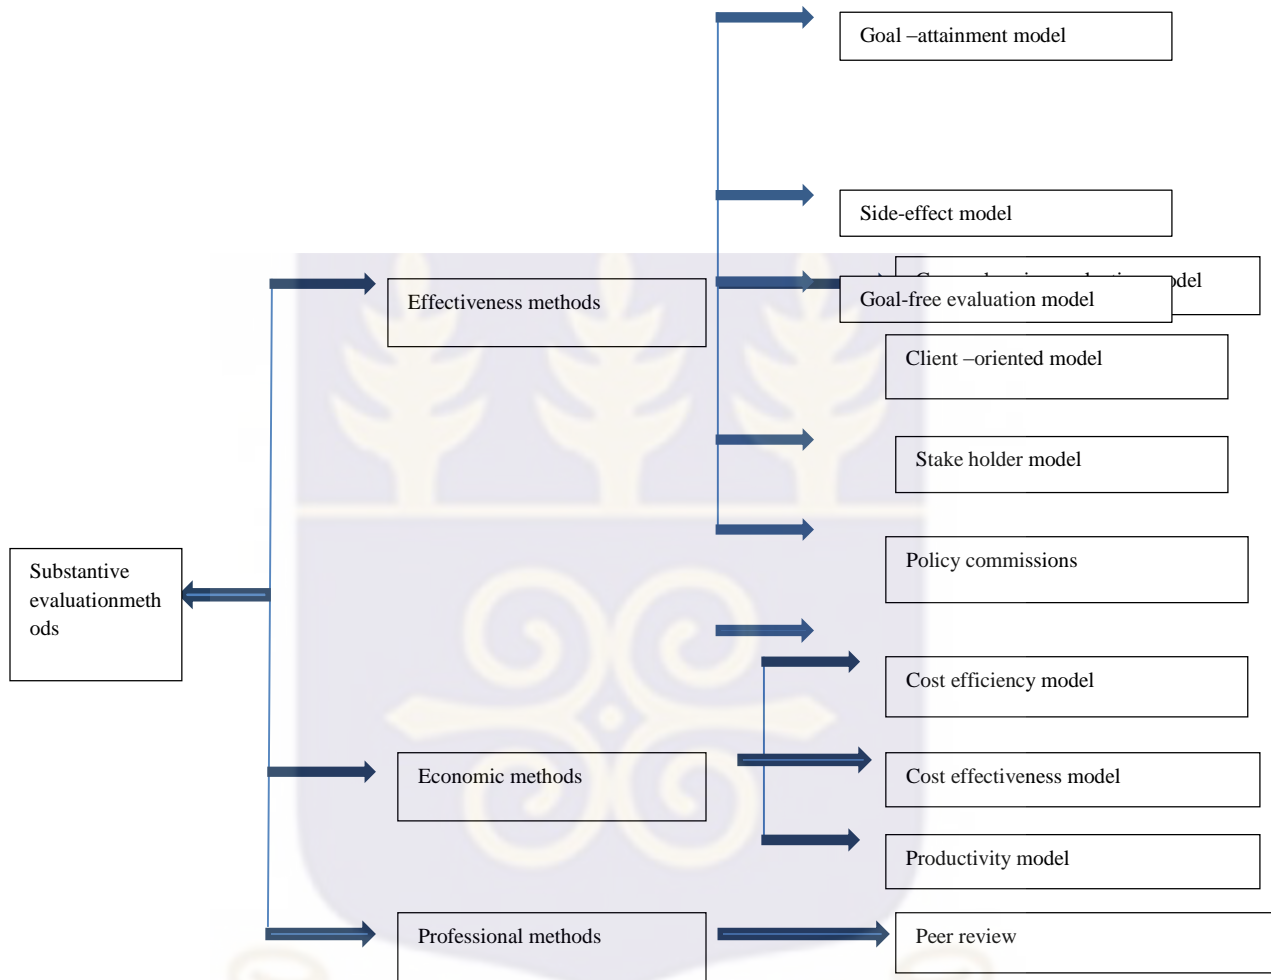 Goal –attainment model
Side-effect model
model
Goal-free evaluation model
Effectiveness methods
Client –oriented model
Stake holder model
Substantive
evaluationmeth
ods
Policy commissions
Cost efficiency model
Economic methods
Cost effectiveness model
Productivity model
Professional methods
Peer review